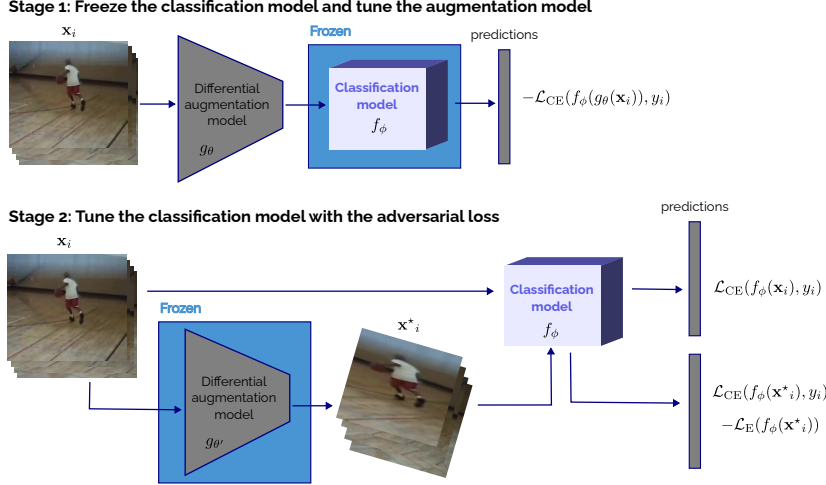 Stage 1: Freeze the classification model and tune the augmentation model
x_i
Frozen
predictions
Differential
augmentation
model
g_θ
Classification
model
f_ϕ
−ℒ_CE(f_ϕ(g_θ(x_i)), y_i)
Stage 2: Tune the classification model with the adversarial loss
predictions
x_i
Classification
model
f_ϕ
ℒ_CE(f_ϕ(x_i), y_i)
Frozen
x⋆_i
Differential
augmentation
model
g_θ′
ℒ_CE(f_ϕ(x⋆_i), y_i)
−ℒ_E(f_ϕ(x⋆_i))